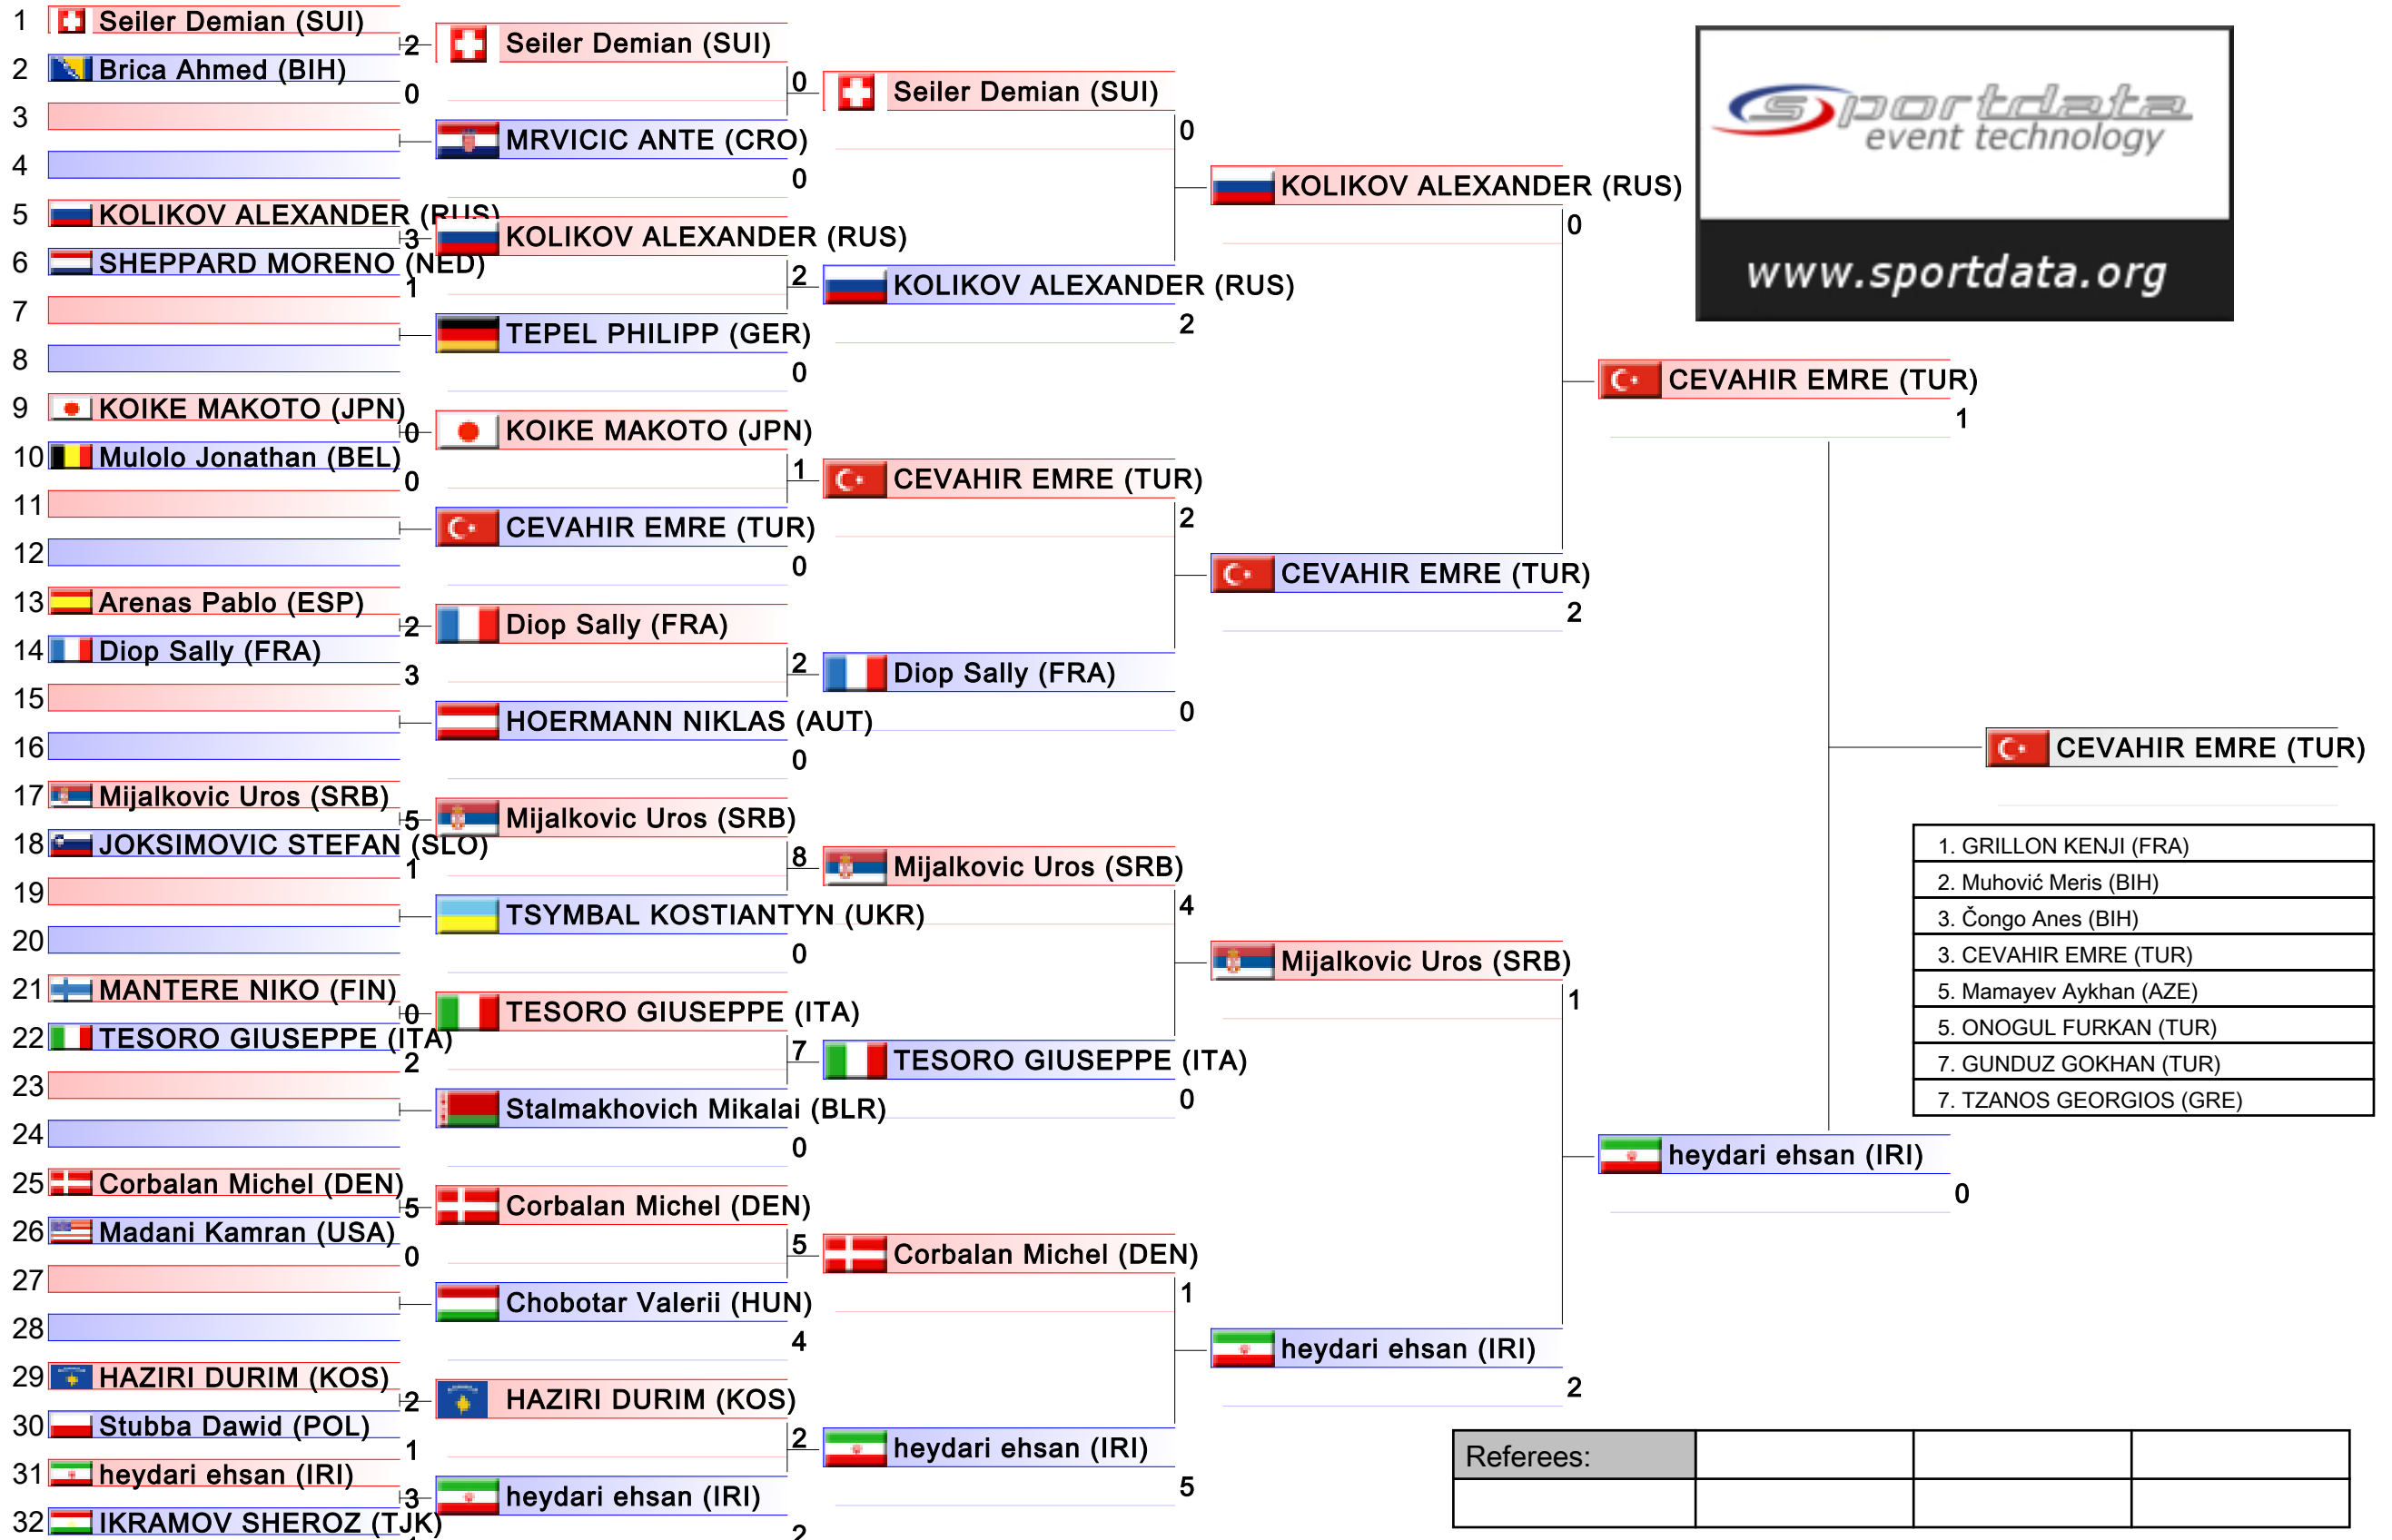 1 Seiler Demian (SUI)
2
2 Brica Ahmed (BIH)
0
3
4
5 KOLIKOV ALEXANDER (RUS)
3
6 SHEPPARD MORENO (NED)
1
7
8
9 KOIKE MAKOTO (JPN)
0
10 Mulolo Jonathan (BEL)
0
11
12
13 Arenas Pablo (ESP)
2
14 Diop Sally (FRA)
3
15
16
17 Mijalkovic Uros (SRB)
5
18 JOKSIMOVIC STEFAN (SLO)
1
19
20
21 MANTERE NIKO (FIN)
0
22 TESORO GIUSEPPE (ITA)
2
23
24
25 Corbalan Michel (DEN)
5
26 Madani Kamran (USA)
0
27
28
29 HAZIRI DURIM (KOS)
2
30 Stubba Dawid (POL)
1
31 heydari ehsan (IRI)
3
32 IKRAMOV SHEROZ (TJK)
Seiler Demian (SUI)
0
MRVICIC ANTE (CRO)
0
KOLIKOV ALEXANDER (RUS)
2
TEPEL PHILIPP (GER)
0
KOIKE MAKOTO (JPN)
1
CEVAHIR EMRE (TUR)
0
Diop Sally (FRA)
2
HOERMANN NIKLAS (AUT)
0
Mijalkovic Uros (SRB)
8
TSYMBAL KOSTIANTYN (UKR)
0
TESORO GIUSEPPE (ITA)
7
Stalmakhovich Mikalai (BLR)
0
Corbalan Michel (DEN)
5
Chobotar Valerii (HUN)
4
HAZIRI DURIM (KOS)
2
heydari ehsan (IRI)
2
Seiler Demian (SUI)
0
KOLIKOV ALEXANDER (RUS)
2
CEVAHIR EMRE (TUR)
2
Diop Sally (FRA)
0
Mijalkovic Uros (SRB)
4
TESORO GIUSEPPE (ITA)
0
Corbalan Michel (DEN)
1
heydari ehsan (IRI)
5
KOLIKOV ALEXANDER (RUS)
0
CEVAHIR EMRE (TUR)
2
Mijalkovic Uros (SRB)
1
heydari ehsan (IRI)
2
CEVAHIR EMRE (TUR)
1
heydari ehsan (IRI)
0
CEVAHIR EMRE (TUR)
sportdata
event technology
www.sportdata.org
1. GRILLON KENJI (FRA)
2. Muhović Meris (BIH)
3. Čongo Anes (BIH)
3. CEVAHIR EMRE (TUR)
5. Mamayev Aykhan (AZE)
5. ONOGUL FURKAN (TUR)
7. GUNDUZ GOKHAN (TUR)
7. TZANOS GEORGIOS (GRE)
Referees: